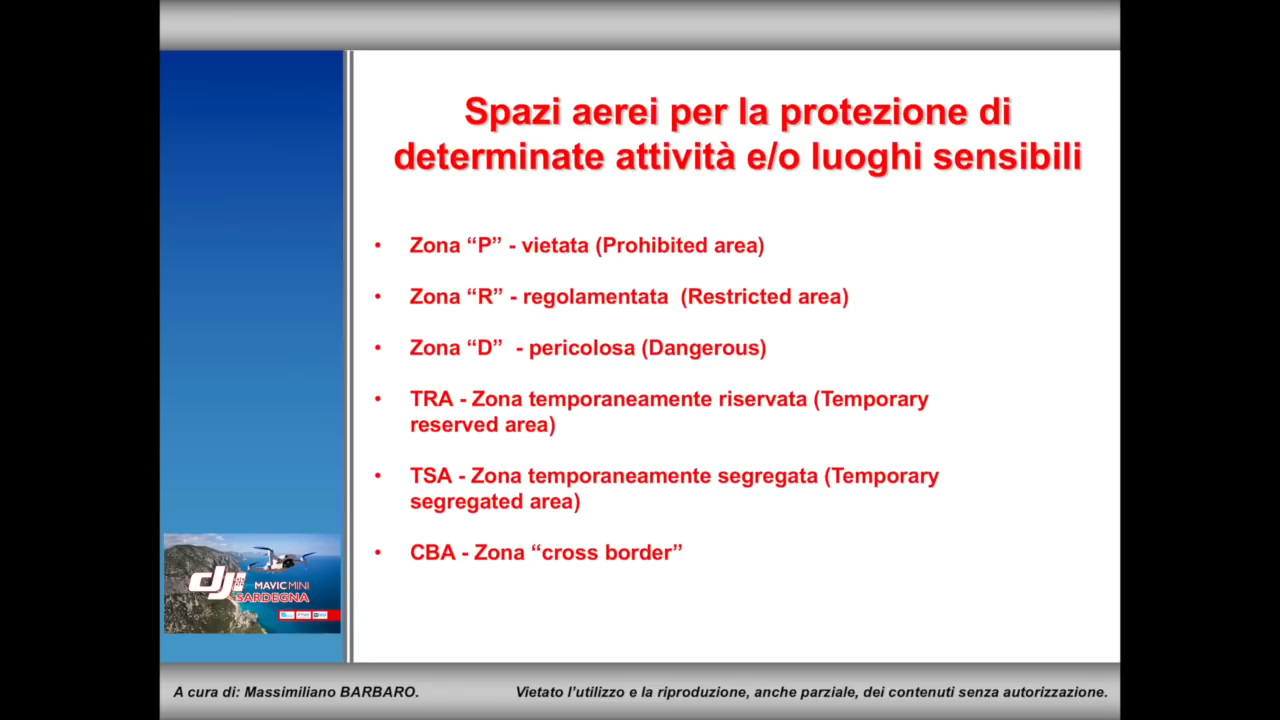 Spazi aerei per la protezione di
determinate attività e/o luoghi sensibili
• Zona “P” - vietata (Prohibited area)
• Zona “R” - regolamentata (Restricted area)
• Zona “D” - pericolosa (Dangerous)
• TRA - Zona temporaneamente riservata (Temporary
reserved area)
• TSA - Zona temporaneamente segregata (Temporary
segregated area)
• CBA - Zona “cross border”
dji
MAVIC MINI
SARDEGNA
A cura di: Massimiliano BARBARO.
Vietato l’utilizzo e la riproduzione, anche parziale, dei contenuti senza autorizzazione.